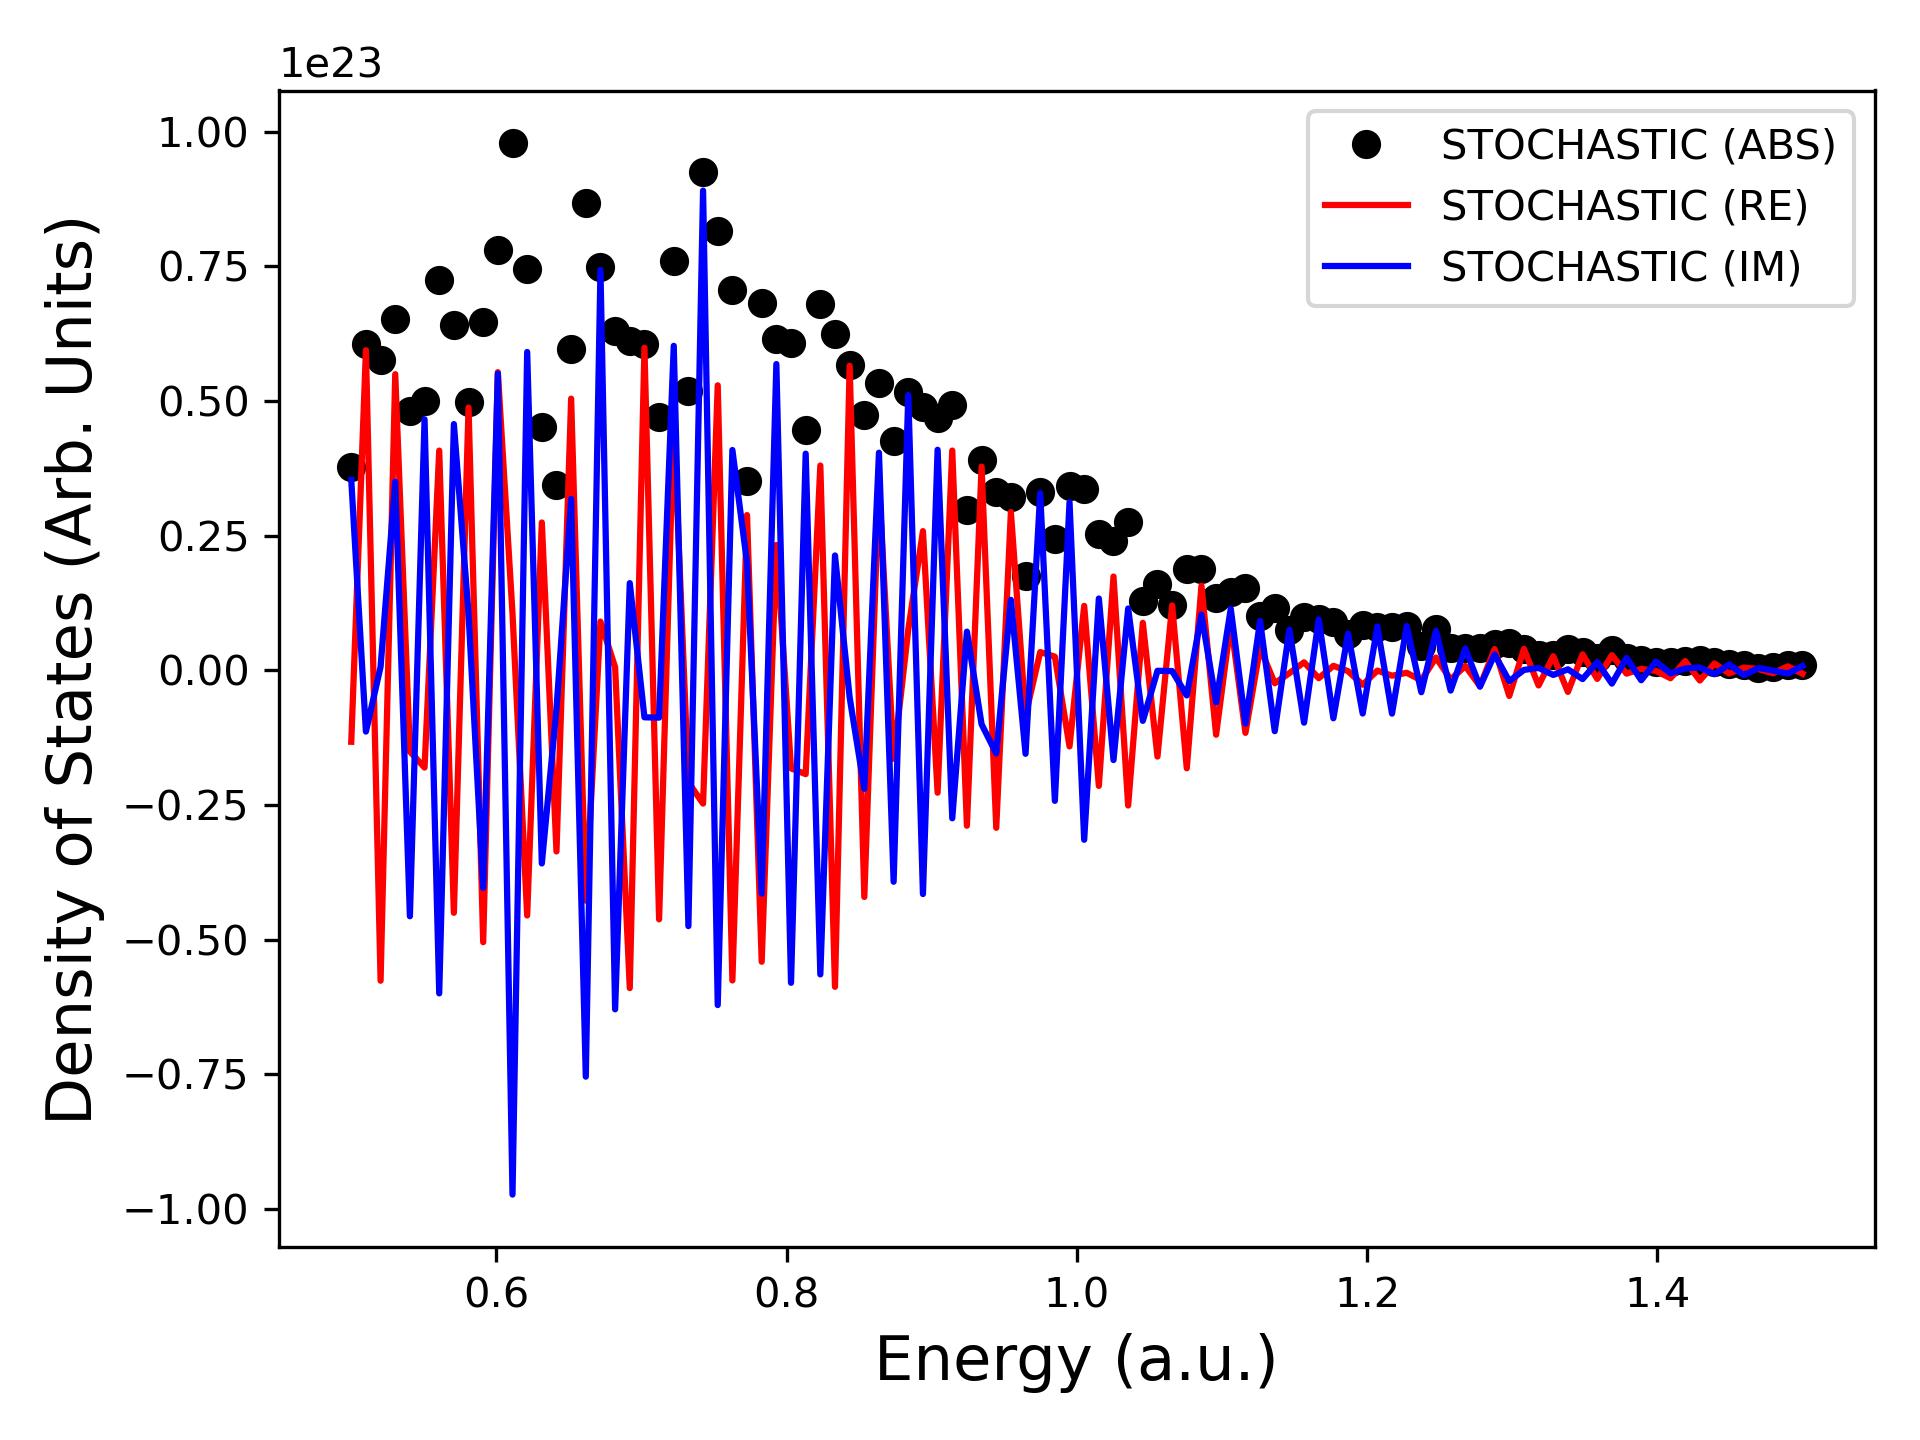 1e23
1.00
0.75
0.50
0.25
0.00
−0.25
−0.50
−0.75
−1.00
Density of States (Arb. Units)
STOCHASTIC (ABS)
STOCHASTIC (RE)
STOCHASTIC (IM)
0.6 0.8 1.0 1.2 1.4
Energy (a.u.)